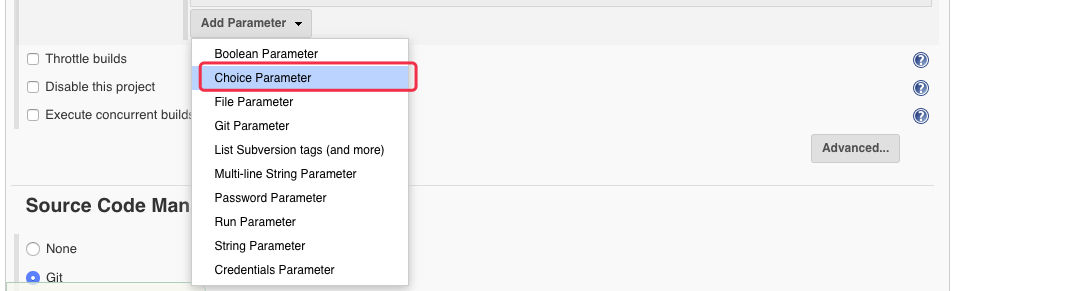 Add Parameter
Boolean Parameter
Throttle builds
Choice Parameter
Disable this project
File Parameter
Execute concurrent builds
Git Parameter
List Subversion tags (and more)
Advanced...
Multi-line String Parameter
Password Parameter
Source Code Man
Run Parameter
None
String Parameter
Credentials Parameter
Git